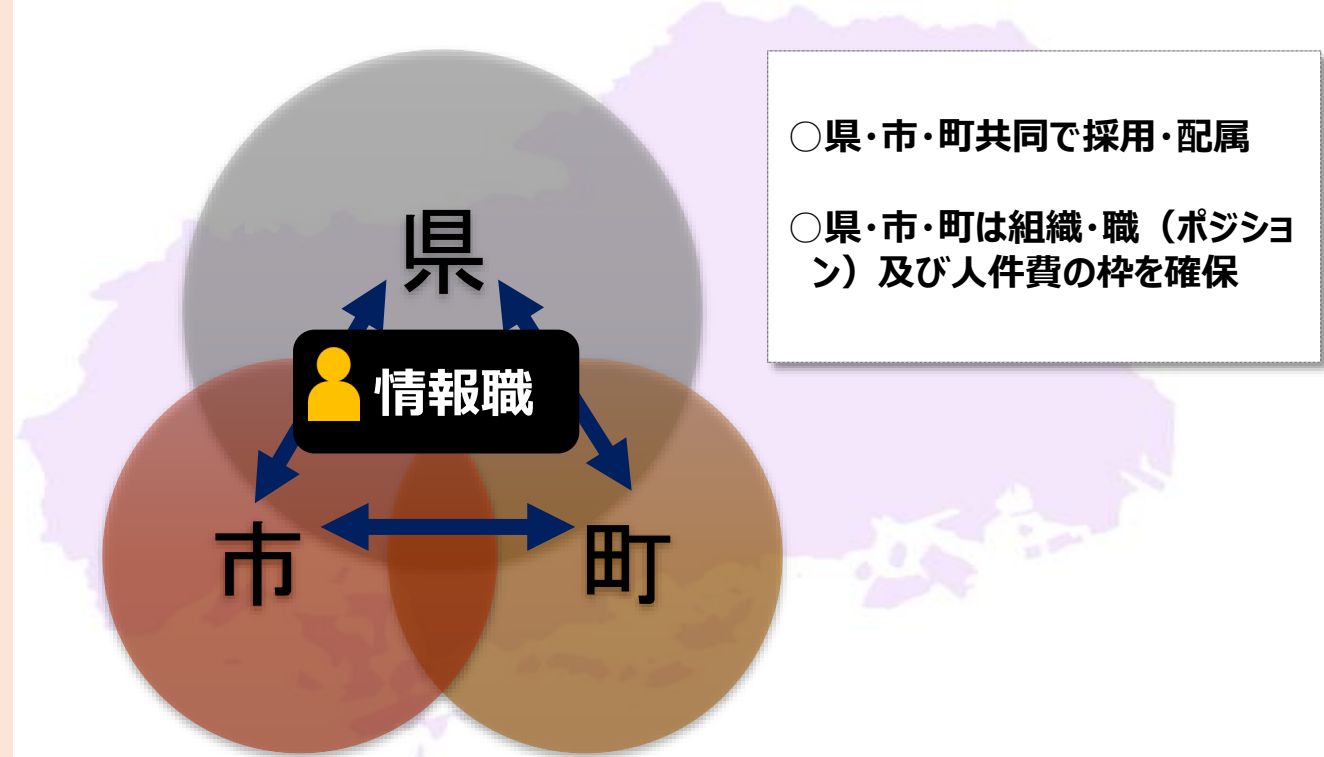 県
情報職
市
町
○県・市・町共同で採用・配属
○県・市・町は組織・職（ポジショ
ン）及び人件費の枠を確保